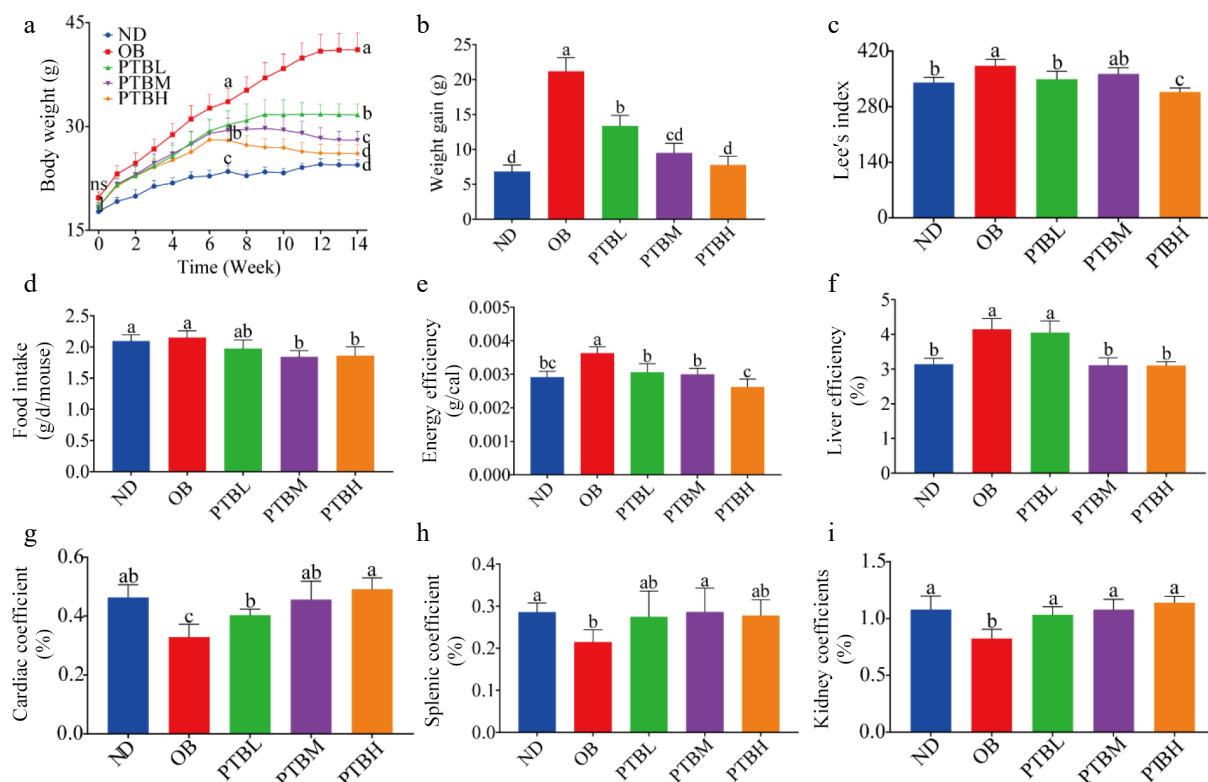 a
45
30
15
Body weight (g)
ND
OB
PTBL
PTBM
PTBH
ns
a
b
c
a
b
c
d
d
0 2 4 6 8 10 12 14
Time (Week)
b
25
20
15
10
5
0
Weight gain (g)
d a b cd d
ND OB PTBL PTBM PTBH
c
420
280
140
0
Lee's index
b a b ab c
ND OB PTBL PTBM PTBH
d
2.5
2.0
1.5
1.0
0.5
0.0
Food intake
(g/d/mouse)
a a ab b b
ND OB PTBL PTBM PTBH
e
0.005
0.004
0.003
0.002
0.001
0.000
Energy efficiency
(g/cal)
bc a b b c
ND OB PTBL PTBM PTBH
f
5
4
3
2
1
0
Liver efficiency
(%)
b a a b b
ND OB PTBL PTBM PTBH
g
0.6
0.4
0.2
0.0
Cardiac coefficient
(%)
ab c b ab a
ND OB PTBL PTBM PTBH
h
0.4
0.3
0.2
0.1
0.0
Splenic coefficient
(%)
a b ab a ab
ND OB PTBL PTBM PTBH
i
1.5
1.0
0.5
0.0
Kidney coefficients
(%)
a b a a a
ND OB PTBL PTBM PTBH